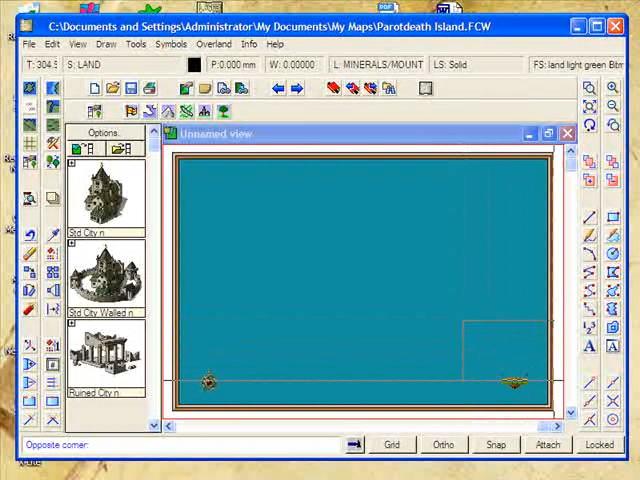 C:\Documents and Settings\Administrator\My Documents\My Maps\Parotdeath Island.FCW
File Edit View Draw Tools Symbols Overland Info Help
T: 304.5 S: LAND P:0.000 mm W: 0.00000 L: MINERALS/MOUNT LS: Solid FS: land light green Bitm
Options.
Unnamed view
Std City n
Std City Walled n
Ruined City n
Opposite corner:
Grid Ortho Snap Attach Locked